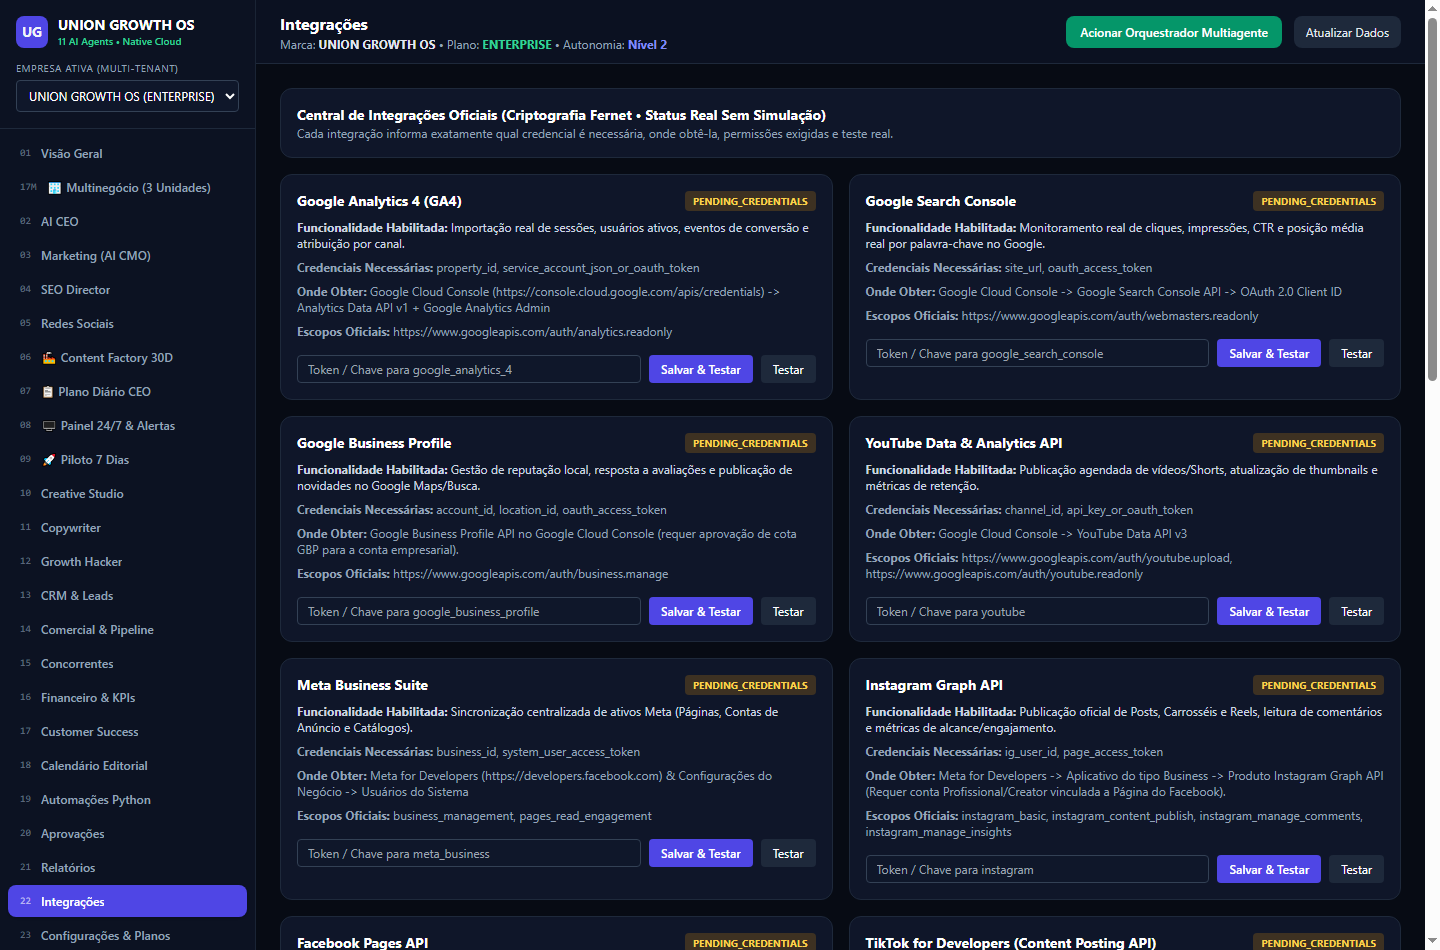 UG
UNION GROWTH OS
11 AI Agents • Native Cloud
EMPRESA ATIVA (MULTI-TENANT)
UNION GROWTH OS (ENTERPRISE)
01 Visão Geral
17M Multinegócio (3 Unidades)
02 AI CEO
03 Marketing (AI CMO)
04 SEO Director
05 Redes Sociais
06 Content Factory 30D
07 Plano Diário CEO
08 Painel 24/7 & Alertas
09 Piloto 7 Dias
10 Creative Studio
11 Copywriter
12 Growth Hacker
13 CRM & Leads
14 Comercial & Pipeline
15 Concorrentes
16 Financeiro & KPIs
17 Customer Success
18 Calendário Editorial
19 Automações Python
20 Aprovações
21 Relatórios
22 Integrações
23 Configurações & Planos
Integrações
Marca: UNION GROWTH OS • Plano: ENTERPRISE • Autonomia: Nível 2
Acionar Orquestrador Multiagente
Atualizar Dados
Central de Integrações Oficiais (Criptografia Fernet • Status Real Sem Simulação)
Cada integração informa exatamente qual credencial é necessária, onde obtê-la, permissões exigidas e teste real.
Google Analytics 4 (GA4)
PENDING_CREDENTIALS
Funcionalidade Habilitada: Importação real de sessões, usuários ativos, eventos de conversão e
atribuição por canal.
Credenciais Necessárias: property_id, service_account_json_or_oauth_token
Onde Obter: Google Cloud Console (https://console.cloud.google.com/apis/credentials) ->
Analytics Data API v1 + Google Analytics Admin
Escopos Oficiais: https://www.googleapis.com/auth/analytics.readonly
Token / Chave para google_analytics_4
Salvar & Testar
Testar
Google Search Console
PENDING_CREDENTIALS
Funcionalidade Habilitada: Monitoramento real de cliques, impressões, CTR e posição média
real por palavra-chave no Google.
Credenciais Necessárias: site_url, oauth_access_token
Onde Obter: Google Cloud Console -> Google Search Console API -> OAuth 2.0 Client ID
Escopos Oficiais: https://www.googleapis.com/auth/webmasters.readonly
Token / Chave para google_search_console
Salvar & Testar
Testar
Google Business Profile
PENDING_CREDENTIALS
Funcionalidade Habilitada: Gestão de reputação local, resposta a avaliações e publicação de
novidades no Google Maps/Busca.
Credenciais Necessárias: account_id, location_id, oauth_access_token
Onde Obter: Google Business Profile API no Google Cloud Console (requer aprovação de cota
GBP para a conta empresarial).
Escopos Oficiais: https://www.googleapis.com/auth/business.manage
Token / Chave para google_business_profile
Salvar & Testar
Testar
YouTube Data & Analytics API
PENDING_CREDENTIALS
Funcionalidade Habilitada: Publicação agendada de vídeos/Shorts, atualização de thumbnails e
métricas de retenção.
Credenciais Necessárias: channel_id, api_key_or_oauth_token
Onde Obter: Google Cloud Console -> YouTube Data API v3
Escopos Oficiais: https://www.googleapis.com/auth/youtube.upload,
https://www.googleapis.com/auth/youtube.readonly
Token / Chave para youtube
Salvar & Testar
Testar
Meta Business Suite
PENDING_CREDENTIALS
Funcionalidade Habilitada: Sincronização centralizada de ativos Meta (Páginas, Contas de
Anúncio e Catálogos).
Credenciais Necessárias: business_id, system_user_access_token
Onde Obter: Meta for Developers (https://developers.facebook.com) & Configurações do
Negócio -> Usuários do Sistema
Escopos Oficiais: business_management, pages_read_engagement
Token / Chave para meta_business
Salvar & Testar
Testar
Instagram Graph API
PENDING_CREDENTIALS
Funcionalidade Habilitada: Publicação oficial de Posts, Carrosséis e Reels, leitura de comentários
e métricas de alcance/engajamento.
Credenciais Necessárias: ig_user_id, page_access_token
Onde Obter: Meta for Developers -> Aplicativo do tipo Business -> Produto Instagram Graph API
(Requer conta Profissional/Creator vinculada a Página do Facebook).
Escopos Oficiais: instagram_basic, instagram_content_publish, instagram_manage_comments,
instagram_manage_insights
Token / Chave para instagram
Salvar & Testar
Testar
Facebook Pages API
PENDING_CREDENTIALS
TikTok for Developers (Content Posting API)
PENDING_CREDENTIALS